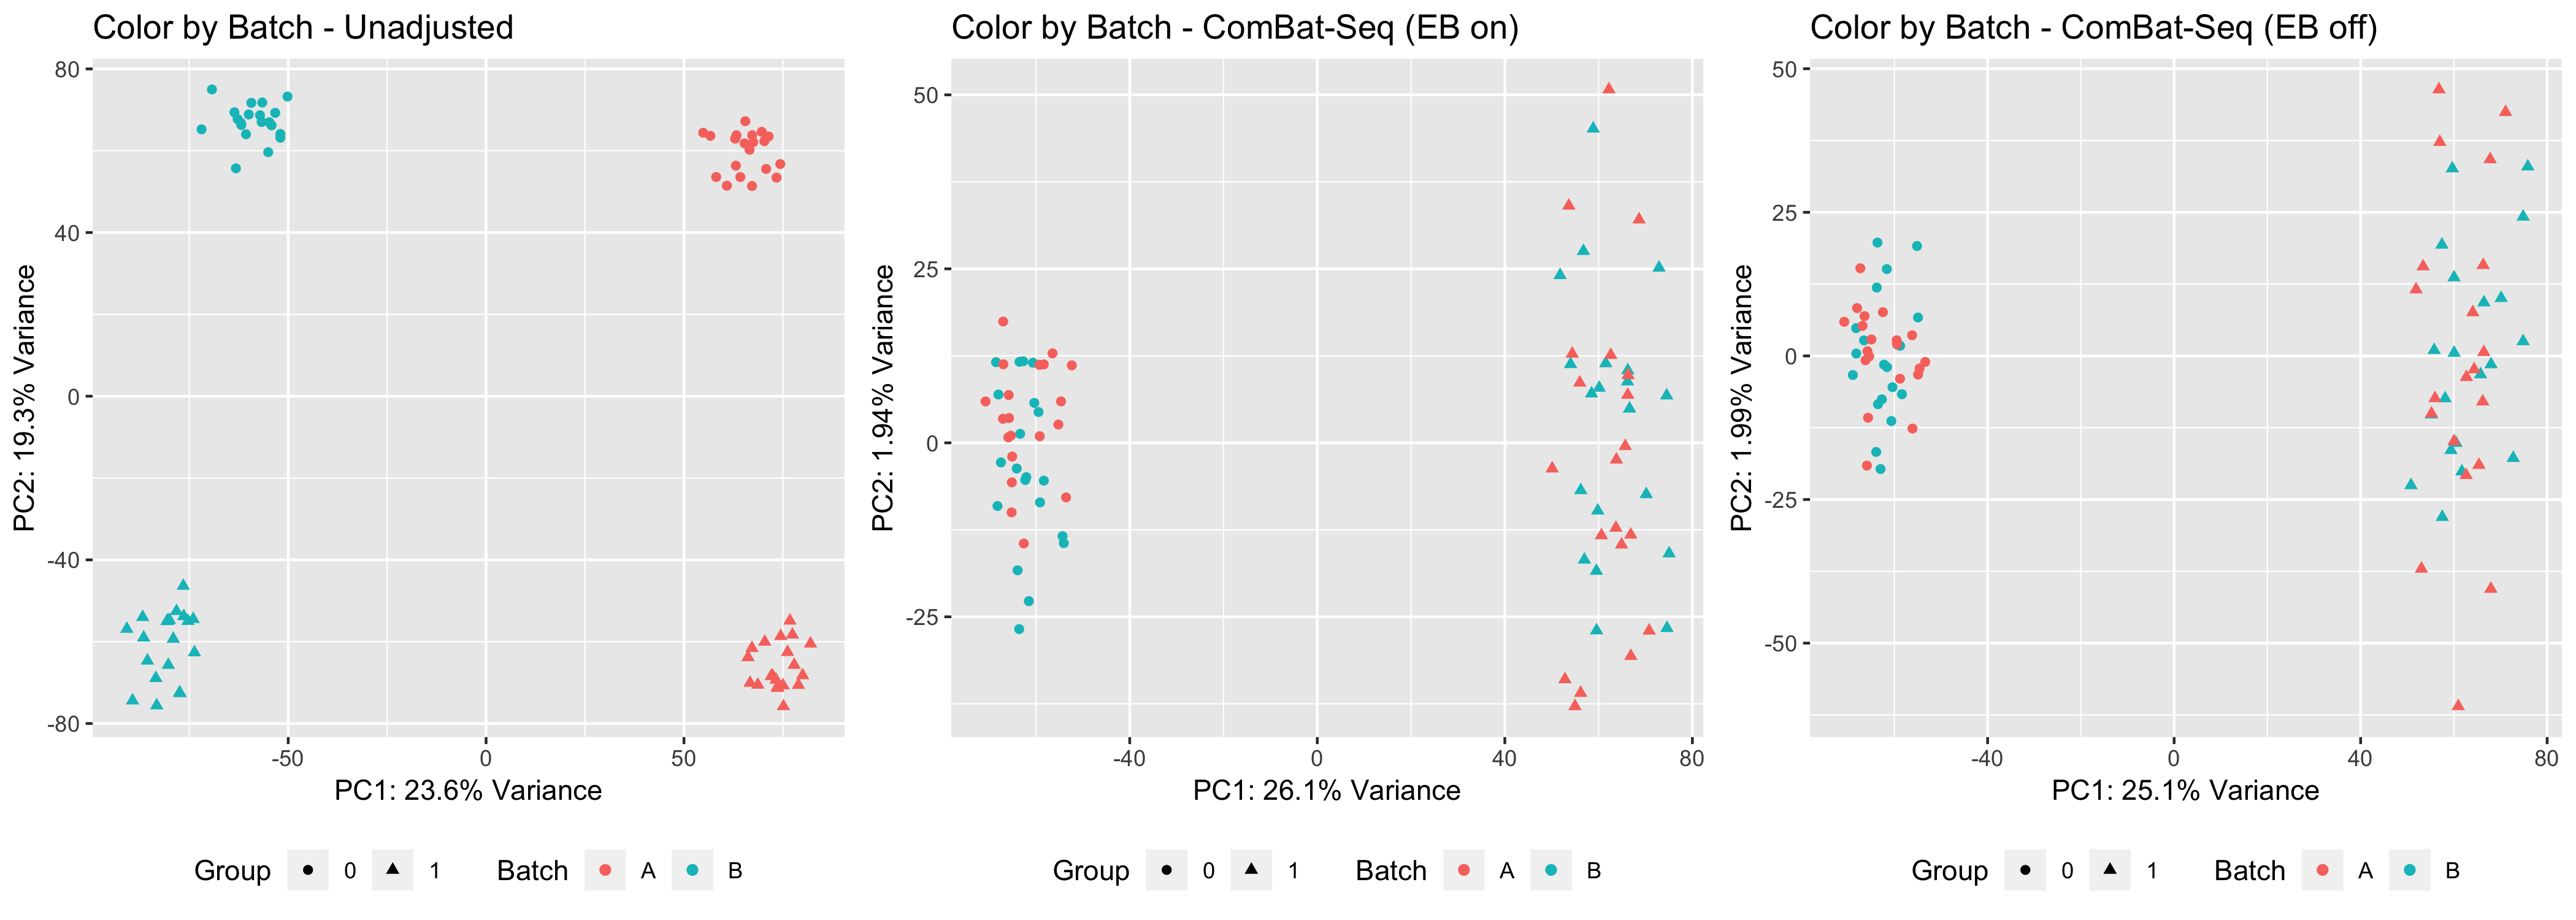 Color by Batch - Unadjusted
80
40
0
-40
-80
PC2: 19.3% Variance
-50
0
50
PC1: 23.6% Variance
Group 0 1 Batch A B
Color by Batch - ComBat-Seq (EB on)
50
25
0
-25
PC2: 1.94% Variance
-40
0
40
80
PC1: 26.1% Variance
Group 0 1 Batch A B
Color by Batch - ComBat-Seq (EB off)
50
25
0
-25
-50
PC2: 1.99% Variance
-40
0
40
80
PC1: 25.1% Variance
Group 0 1 Batch A B